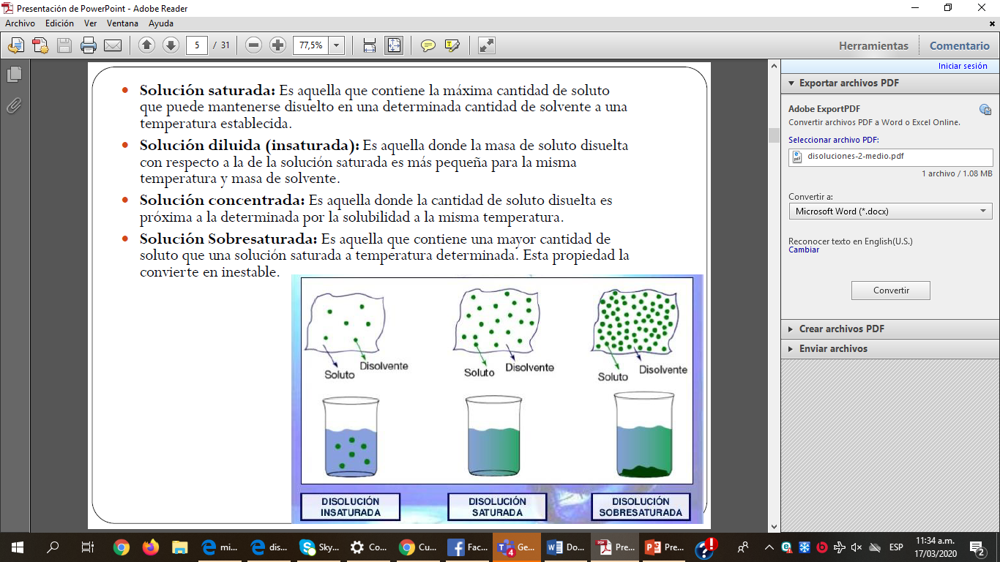 Presentación de PowerPoint - Adobe Reader
Archivo Edición Ver Ventana Ayuda
5 / 31 77,5% Herramientas Comentario
Iniciar sesión
Exportar archivos PDF
Adobe ExportPDF
Convertir archivos PDF a Word o Excel Online.
Seleccionar archivo PDF:
disoluciones-2-medio.pdf
1 archivo / 1.08 MB
Convertir a:
Microsoft Word (*.docx)
Reconocer texto en English(U.S.)
Cambiar
Convertir
Crear archivos PDF
Enviar archivos
• Solución saturada: Es aquella que contiene la máxima cantidad de soluto
que puede mantenerse disuelto en una determinada cantidad de solvente a una
temperatura establecida.
• Solución diluida (insaturada): Es aquella donde la masa de soluto disuelta
con respecto a la de la solución saturada es más pequeña para la misma
temperatura y masa de solvente.
• Solución concentrada: Es aquella donde la cantidad de soluto disuelta es
próxima a la determinada por la solubilidad a la misma temperatura.
• Solución Sobresaturada: Es aquella que contiene una mayor cantidad de
soluto que una solución saturada a temperatura determinada. Esta propiedad la
convierte en inestable.
Soluto Disolvente
Soluto Disolvente
Soluto Disolvente
DISOLUCIÓN
INSATURADA
DISOLUCIÓN
SATURADA
DISOLUCIÓN
SOBRESATURADA
mi... dis... Sky... Co... Cu... Fac... Ge... 4 Do... Pre... Pre... ESP 11:34 a.m.
17/03/2020 2